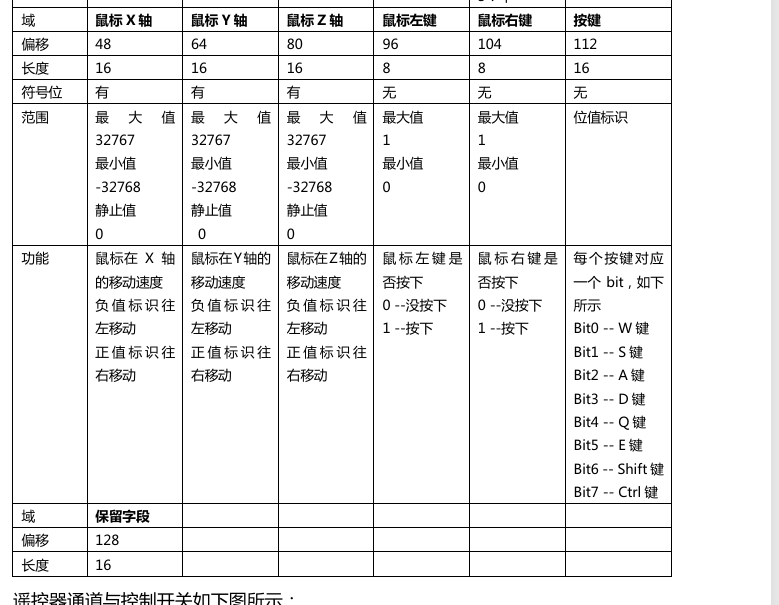 域 鼠标 X 轴 鼠标 Y 轴 鼠标 Z 轴 鼠标左键 鼠标右键 按键
偏移 48 64 80 96 104 112
长度 16 16 16 8 8 16
符号位 有 有 有 无 无 无
范围 最大值 最大值 最大值 最大值 最大值 位值标识
32767 32767 32767 1 1
最小值 最小值 最小值 最小值 最小值
-32768 -32768 -32768 0 0
静止值 静止值 静止值
0 0 0
功能 鼠标在 X 轴 鼠标在Y轴的 鼠标在Z轴的 鼠标左键是 鼠标右键是 每个按键对应
的移动速度 移动速度 移动速度 否按下 否按下 一个 bit，如下
负值标识往 负值标识往 负值标识往 0 --没按下 0 --没按下 所示
左移动 左移动 左移动 1 --按下 1 --按下 Bit0 -- W 键
正值标识往 正值标识往 正值标识往 Bit1 -- S 键
右移动 右移动 右移动 Bit2 -- A 键
Bit3 -- D 键
Bit4 -- Q 键
Bit5 -- E 键
Bit6 -- Shift 键
Bit7 -- Ctrl 键
域 保留字段
偏移 128
长度 16
遥控器通道与控制开关如下图所示：